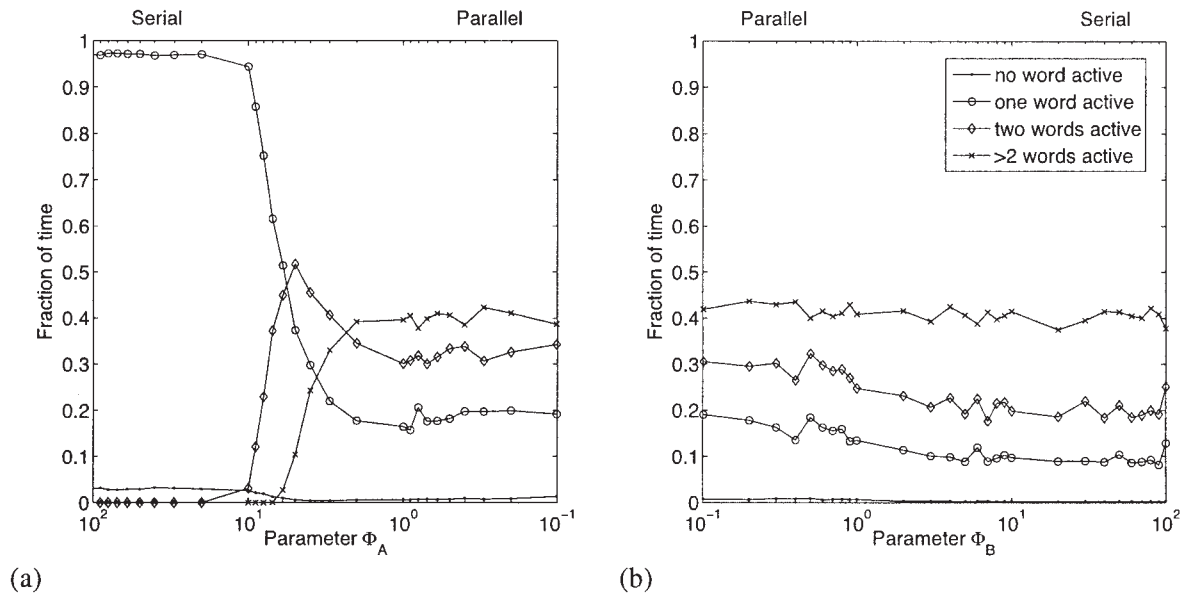 Serial Parallel
1
0.9
0.8
0.7
0.6
0.5
0.4
0.3
0.2
0.1
0
Fraction of time
10² 10¹ 10⁰ 10⁻¹
Parameter Φ_A
(a)
Parallel Serial
1
0.9
0.8
0.7
0.6
0.5
0.4
0.3
0.2
0.1
0
Fraction of time
no word active
one word active
two words active
>2 words active
10⁻¹ 10⁰ 10¹ 10²
Parameter Φ_B
(b)